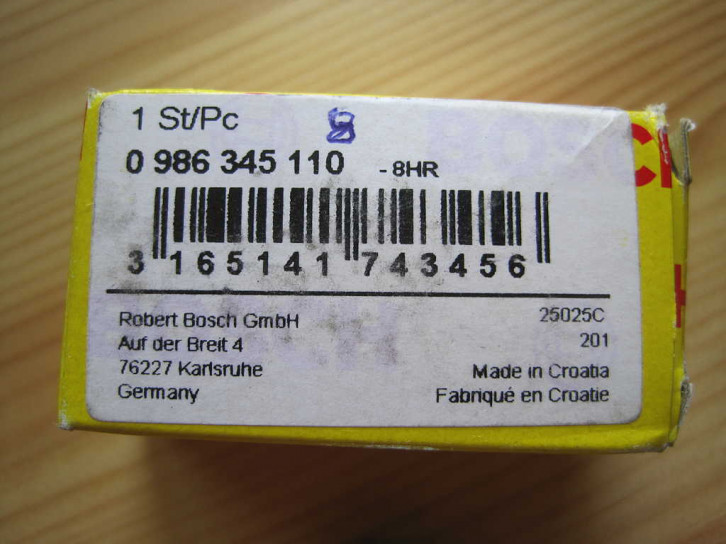 1 St/Pc
8
0 986 345 110 - 8HR
3 165141 743456
Robert Bosch GmbH
Auf der Breit 4
76227 Karlsruhe
Germany
25025C
201
Made in Croatia
Fabriqué en Croatie